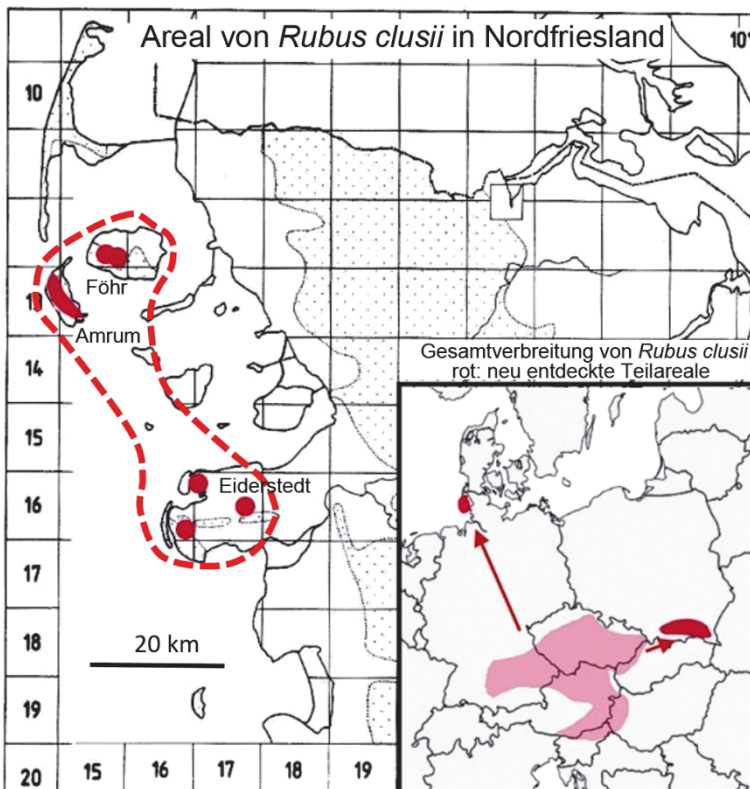 Areal von Rubus clusii in Nordfriesland
10°
10
Föhr
13
Amrum
Gesamtverbreitung von Rubus clusii
rot: neu entdeckte Teilareale
14
15
Eiderstedt
16
17
20 km
18
19
20
15
16
17
18
19